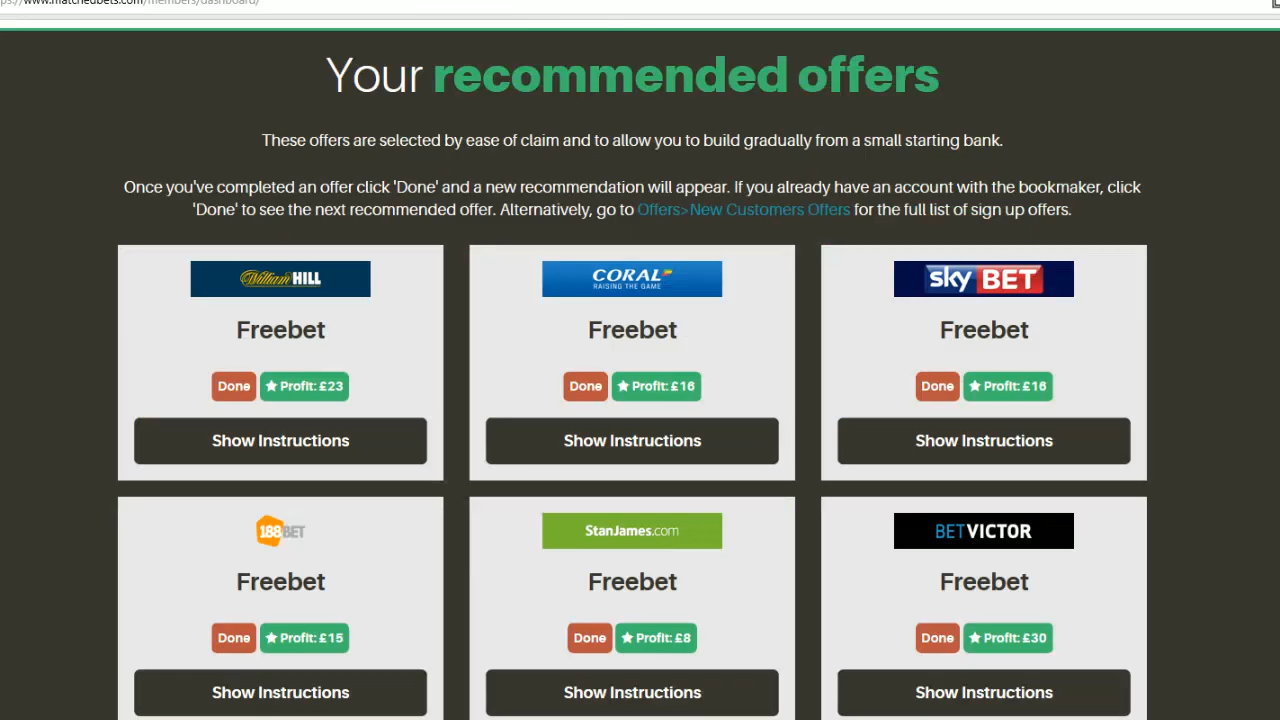 www.matchedbets.com/members/dashboard/
Your recommended offers
These offers are selected by ease of claim and to allow you to build gradually from a small starting bank.
Once you've completed an offer click 'Done' and a new recommendation will appear. If you already have an account with the bookmaker, click
'Done' to see the next recommended offer. Alternatively, go to Offers>New Customers Offers for the full list of sign up offers.
William HILL
CORAL
RAISING THE GAME
sky BET
Freebet
Freebet
Freebet
Done
Profit: £23
Done
Profit: £16
Done
Profit: £16
Show Instructions
Show Instructions
Show Instructions
188BET
StanJames.com
BETVICTOR
Freebet
Freebet
Freebet
Done
Profit: £15
Done
Profit: £8
Done
Profit: £30
Show Instructions
Show Instructions
Show Instructions